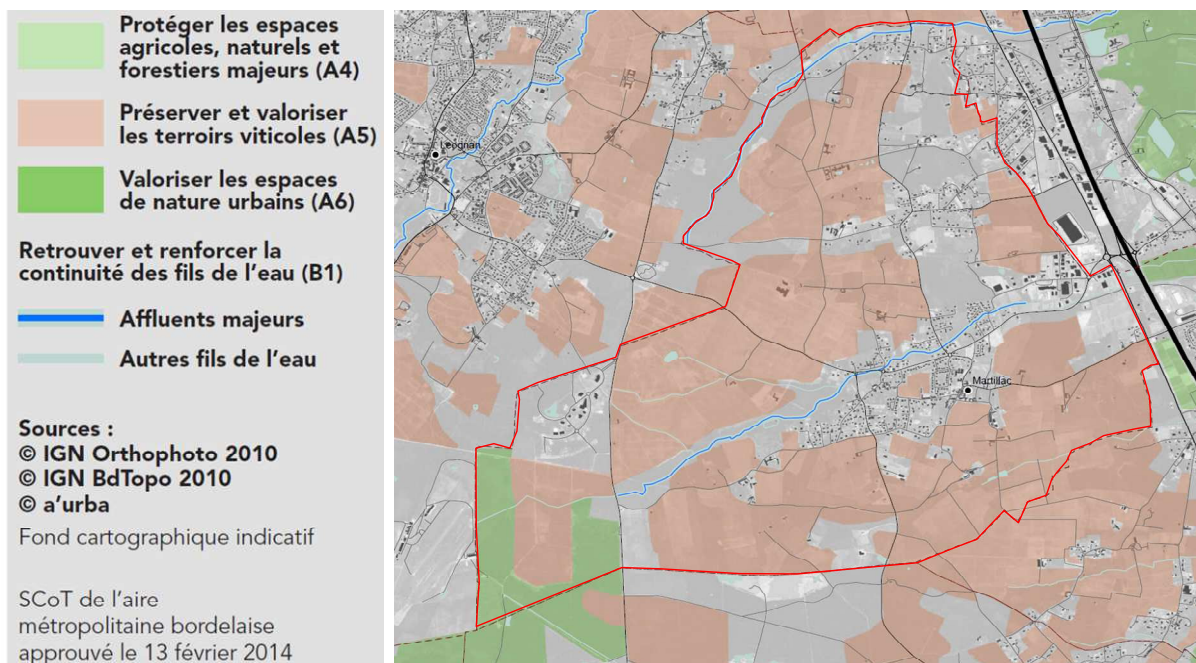 Protéger les espaces
agricoles, naturels et
forestiers majeurs (A4)
Préserver et valoriser
les terroirs viticoles (A5)
Valoriser les espaces
de nature urbains (A6)
Retrouver et renforcer la
continuité des fils de l'eau (B1)
Affluents majeurs
Autres fils de l'eau
Sources :
© IGN Orthophoto 2010
© IGN BdTopo 2010
© a'urba
Fond cartographique indicatif
SCoT de l'aire
métropolitaine bordelaise
approuvé le 13 février 2014
Léognan
Martillac